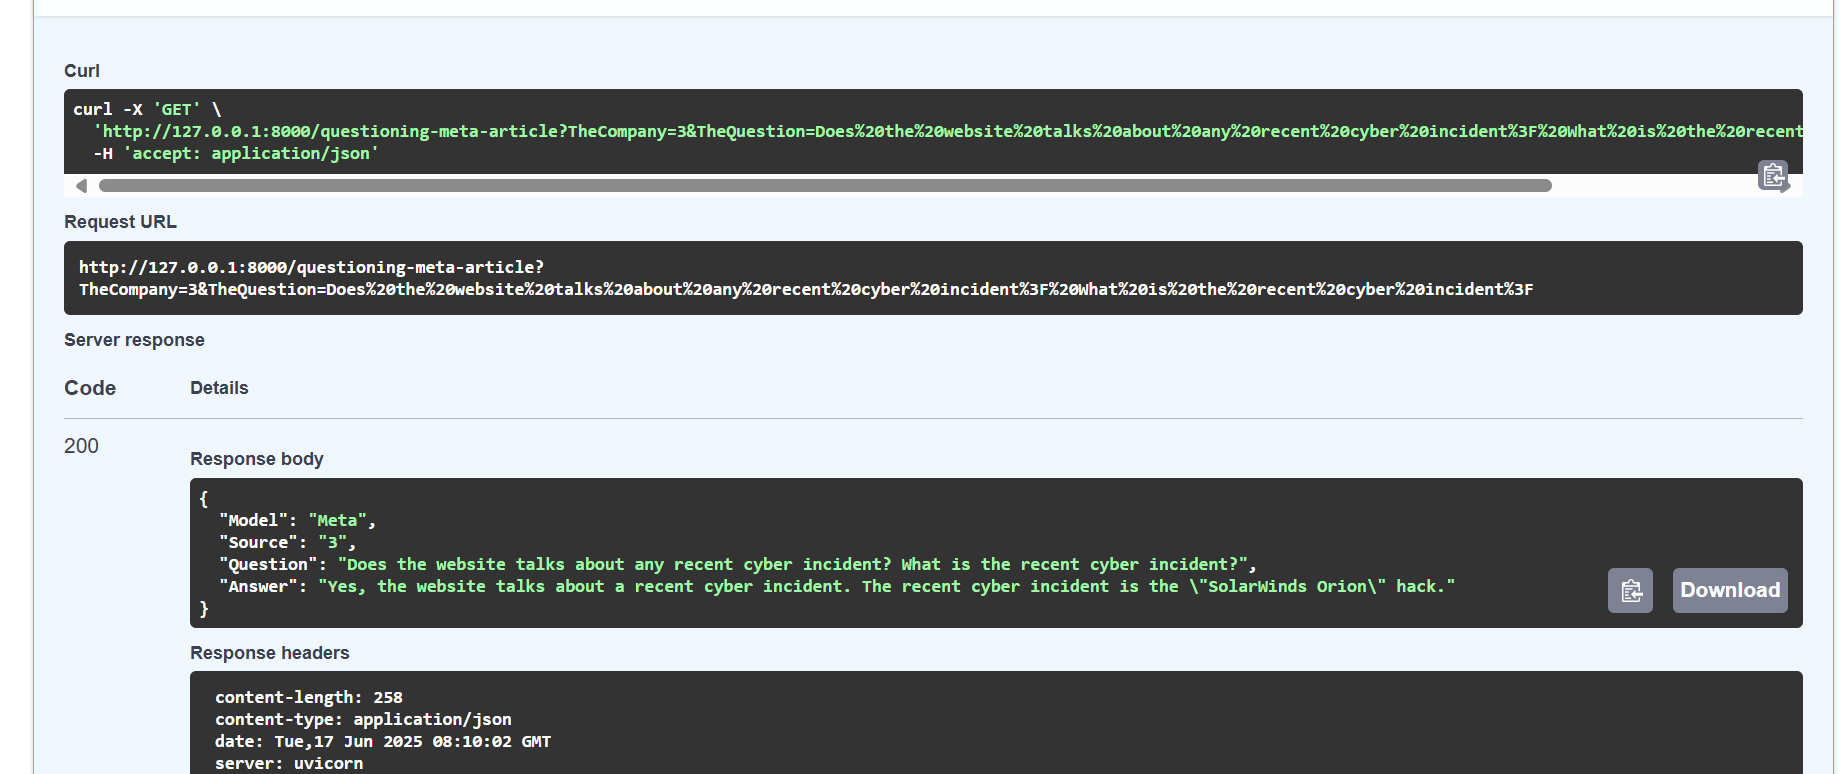 Curl
curl -X 'GET' \
'http://127.0.0.1:8000/questioning-meta-article?TheCompany=3&TheQuestion=Does%20the%20website%20talks%20about%20any%20recent%20cyber%20incident%3F%20What%20is%20the%20recent
-H 'accept: application/json'
Request URL
http://127.0.0.1:8000/questioning-meta-article?
TheCompany=3&TheQuestion=Does%20the%20website%20talks%20about%20any%20recent%20cyber%20incident%3F%20What%20is%20the%20recent%20cyber%20incident%3F
Server response
Code Details
200
Response body
{
"Model": "Meta",
"Source": "3",
"Question": "Does the website talks about any recent cyber incident? What is the recent cyber incident?",
"Answer": "Yes, the website talks about a recent cyber incident. The recent cyber incident is the \"SolarWinds Orion\" hack."
}
Download
Response headers
content-length: 258
content-type: application/json
date: Tue,17 Jun 2025 08:10:02 GMT
server: uvicorn